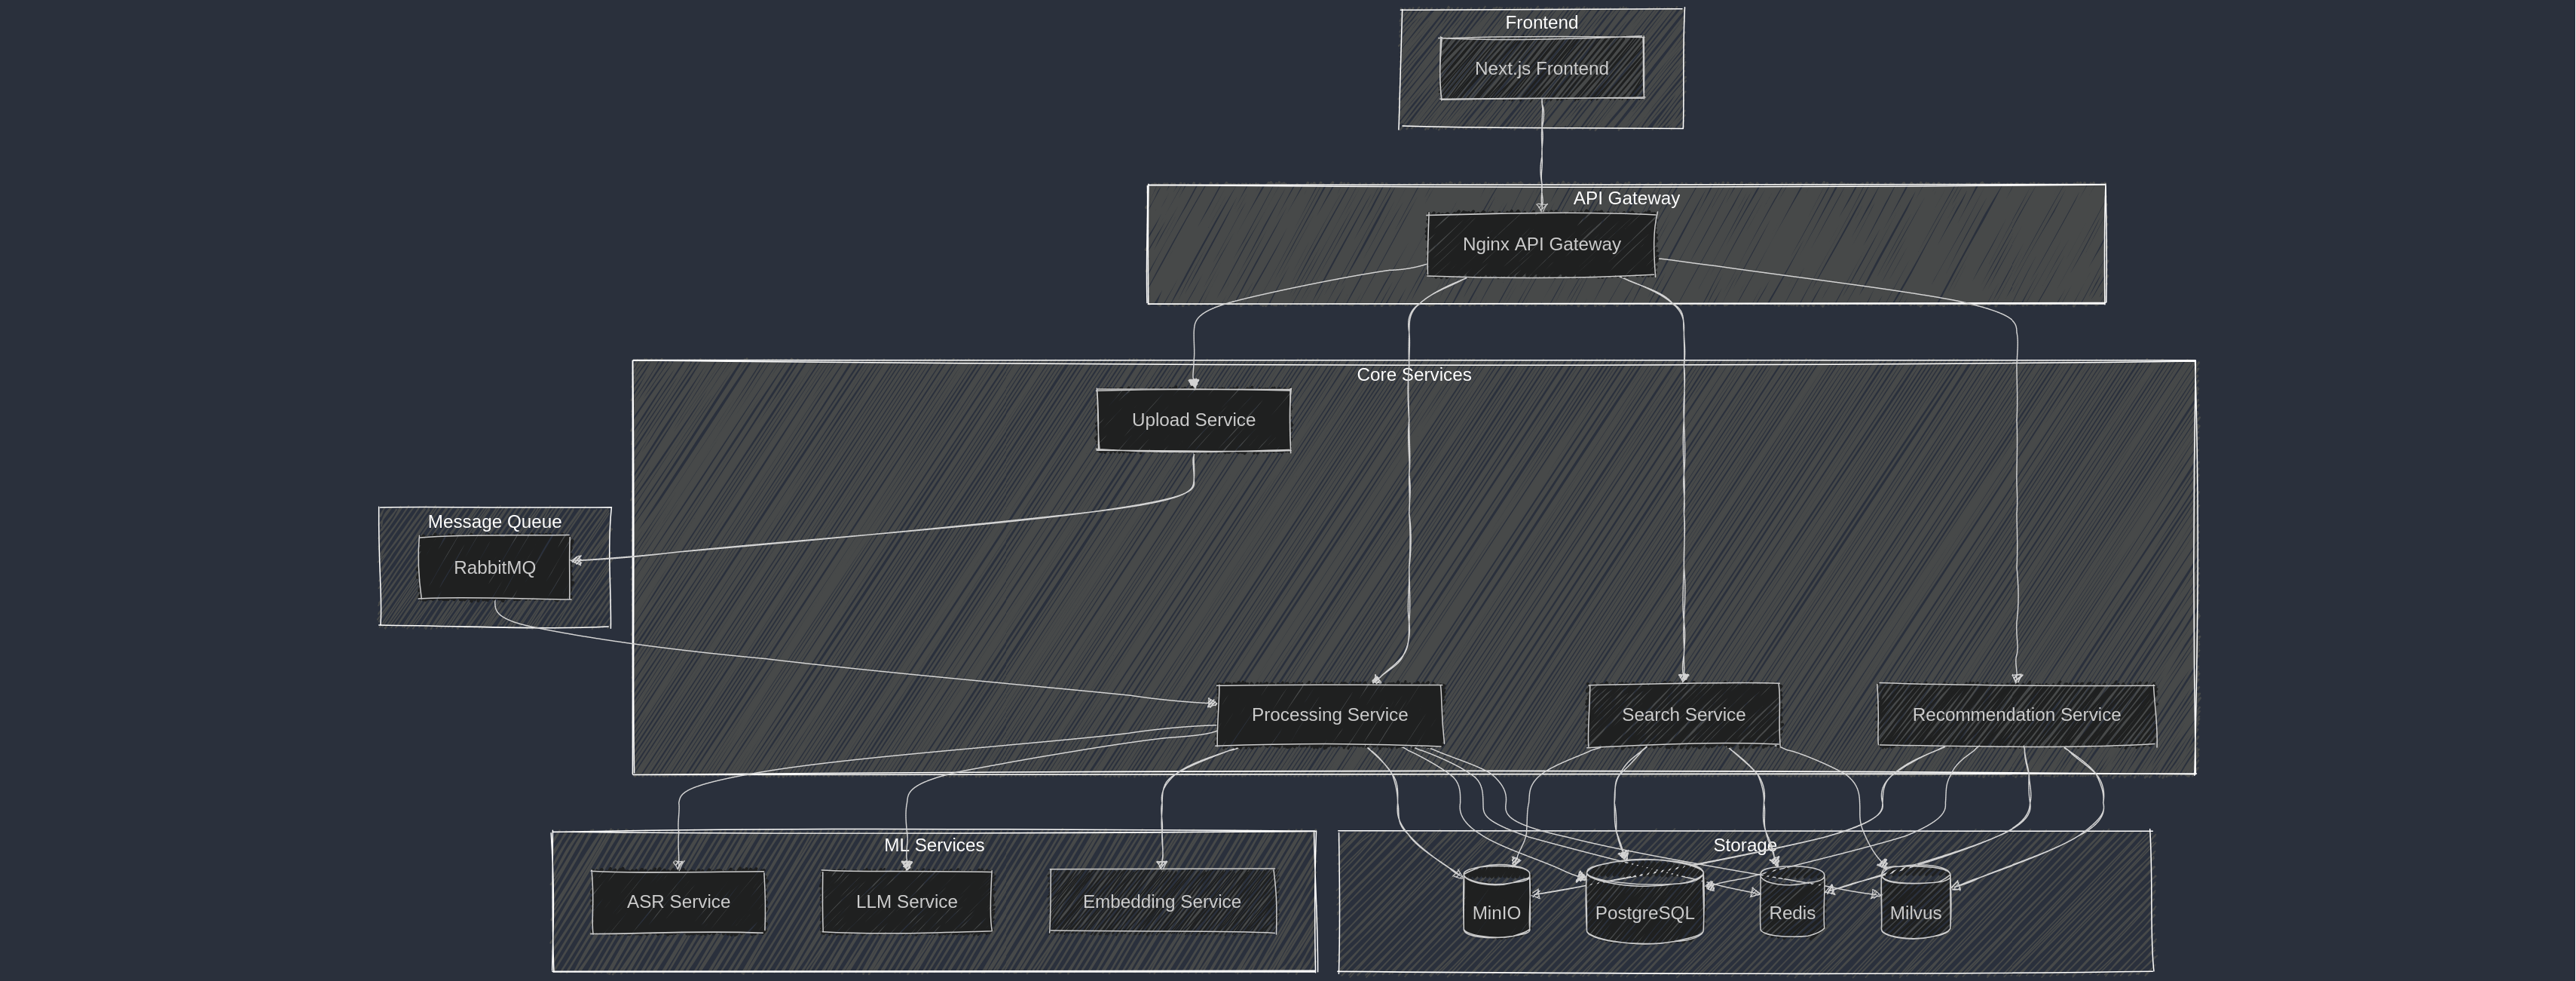 Frontend
Next.js Frontend
API Gateway
Nginx API Gateway
Core Services
Upload Service
Message Queue
RabbitMQ
Processing Service
Search Service
Recommendation Service
ML Services
Storage
ASR Service
LLM Service
Embedding Service
MinIO
PostgreSQL
Redis
Milvus